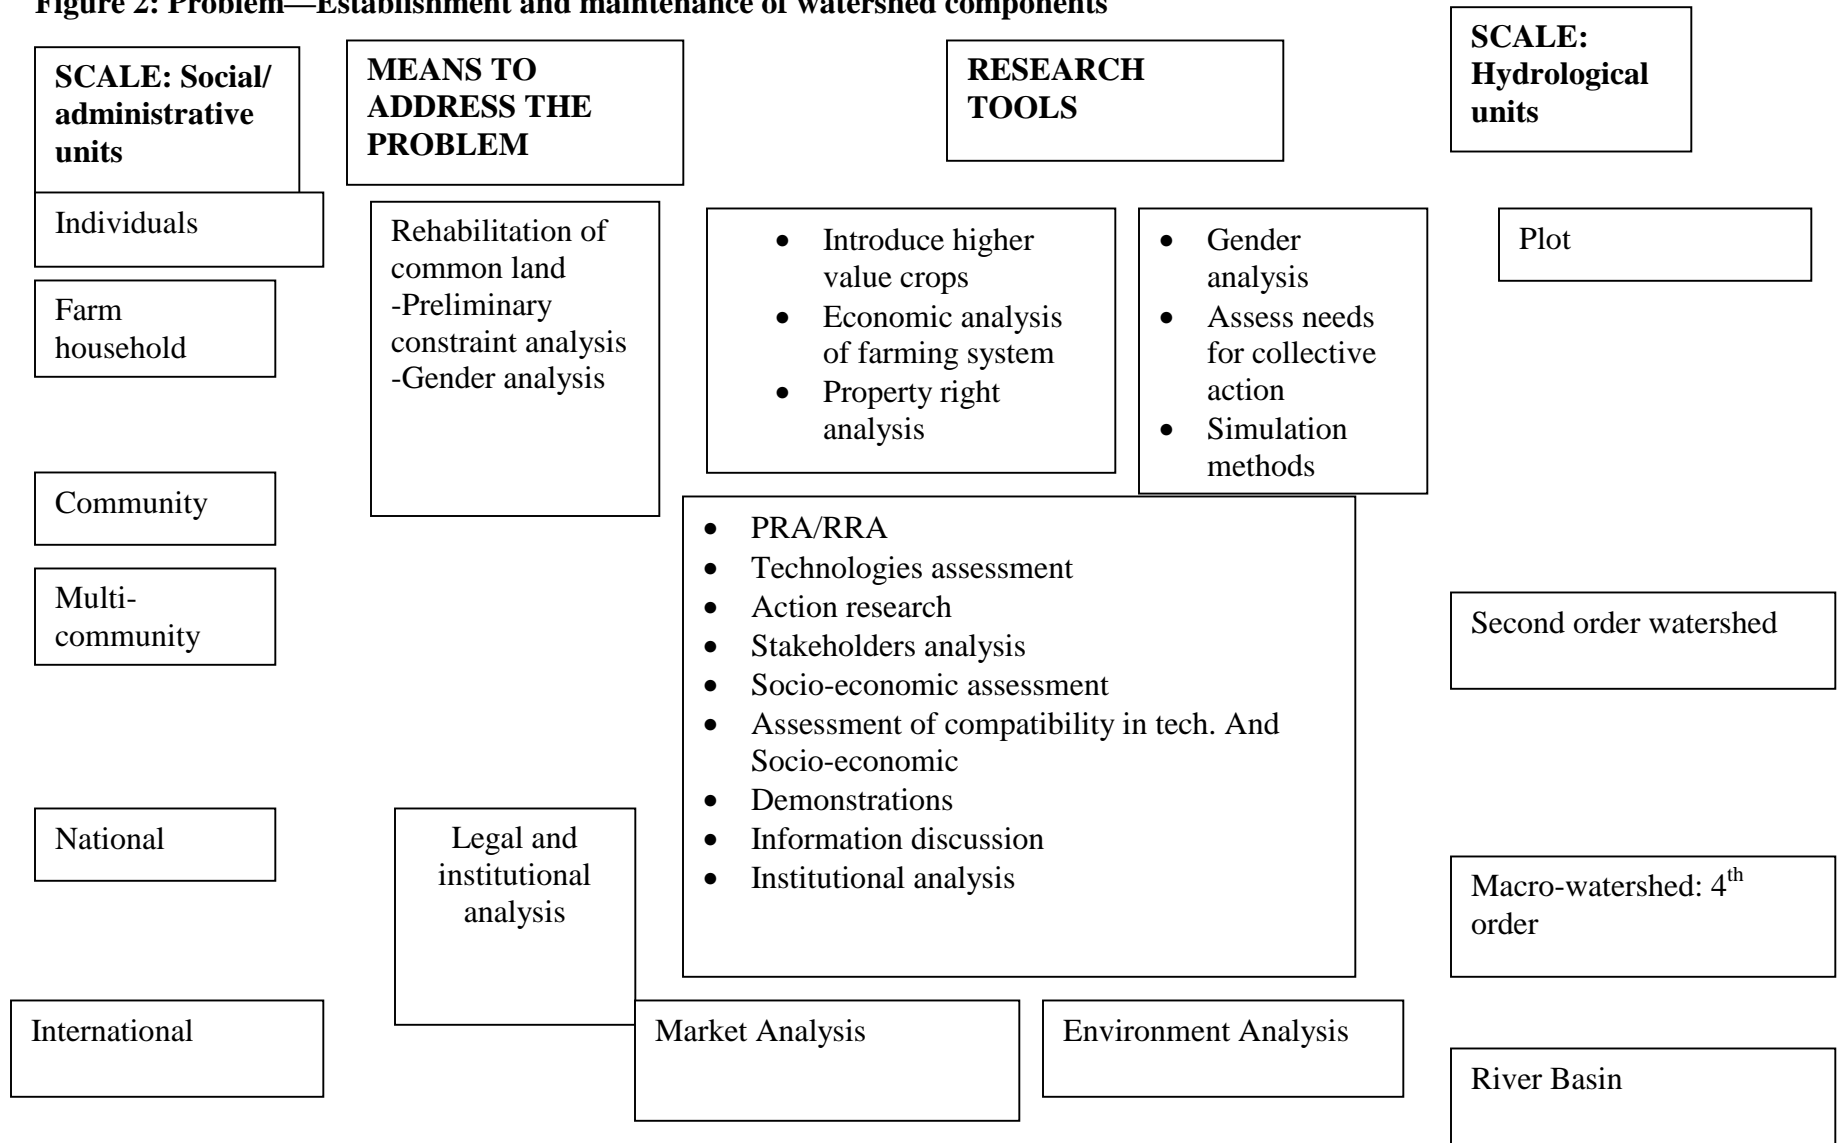 Figure 2: Problem—Establishment and maintenance of watershed components
SCALE: Social/
administrative
units
MEANS TO
ADDRESS THE
PROBLEM
RESEARCH
TOOLS
SCALE:
Hydrological
units
Individuals
Farm
household
Community
Multi-
community
National
International
Rehabilitation of
common land
-Preliminary
constraint analysis
-Gender analysis
Legal and
institutional
analysis
• Introduce higher
value crops
• Economic analysis
of farming system
• Property right
analysis
• Gender
analysis
• Assess needs
for collective
action
• Simulation
methods
• PRA/RRA
• Technologies assessment
• Action research
• Stakeholders analysis
• Socio-economic assessment
• Assessment of compatibility in tech. And
Socio-economic
• Demonstrations
• Information discussion
• Institutional analysis
Market Analysis
Environment Analysis
Plot
Second order watershed
Macro-watershed: 4th
order
River Basin